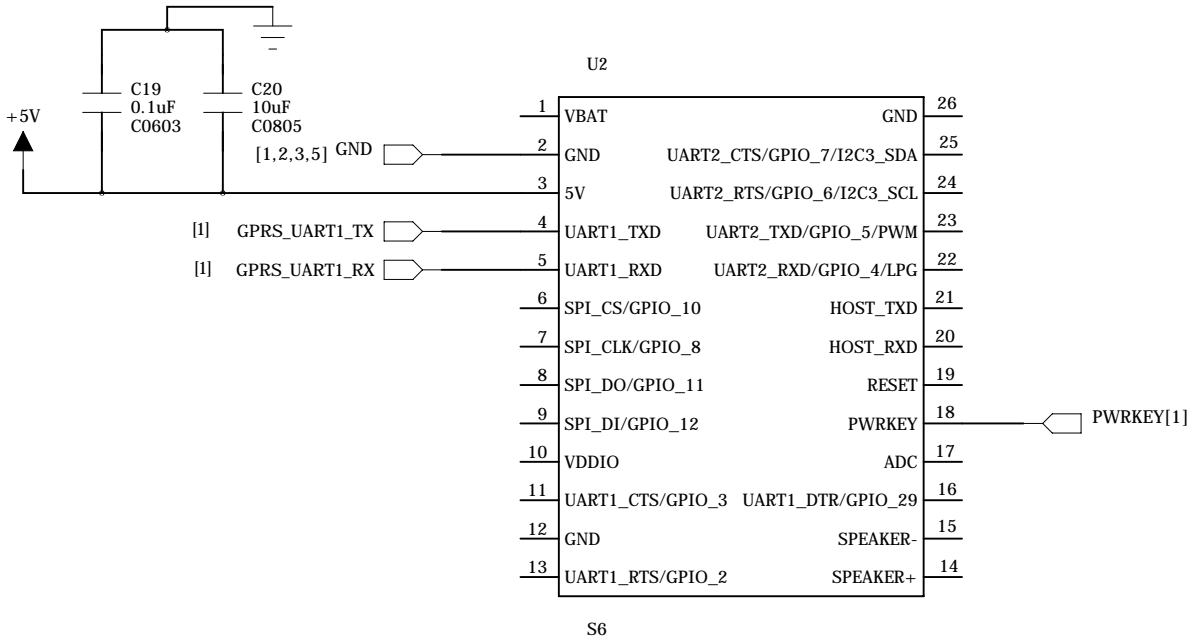 U2
C19
0.1uF
C0603
C20
10uF
C0805
+5V
[1,2,3,5] GND
[1] GPRS_UART1_TX
[1] GPRS_UART1_RX
1 VBAT
2 GND
3 5V
4 UART1_TXD
5 UART1_RXD
6 SPI_CS/GPIO_10
7 SPI_CLK/GPIO_8
8 SPI_DO/GPIO_11
9 SPI_DI/GPIO_12
10 VDDIO
11 UART1_CTS/GPIO_3
12 GND
13 UART1_RTS/GPIO_2
GND 26
UART2_CTS/GPIO_7/I2C3_SDA 25
UART2_RTS/GPIO_6/I2C3_SCL 24
UART2_TXD/GPIO_5/PWM 23
UART2_RXD/GPIO_4/LPG 22
HOST_TXD 21
HOST_RXD 20
RESET 19
PWRKEY 18
PWRKEY[1]
ADC 17
UART1_DTR/GPIO_29 16
SPEAKER- 15
SPEAKER+ 14
S6